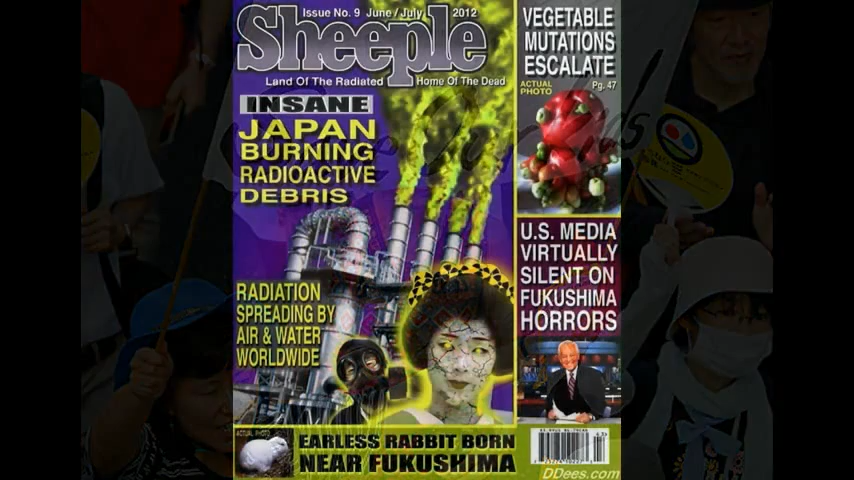 Issue No. 9 June / July 2012
Sheeple
Land Of The Radiated Home Of The Dead
INSANE
JAPAN
BURNING
RADIOACTIVE
DEBRIS
RADIATION
SPREADING BY
AIR & WATER
WORLDWIDE
VEGETABLE
MUTATIONS
ESCALATE
ACTUAL
PHOTO
Pg. 47
U.S. MEDIA
VIRTUALLY
SILENT ON
FUKUSHIMA
HORRORS
ACTUAL PHOTO
EARLESS RABBIT BORN
NEAR FUKUSHIMA
DDees.com